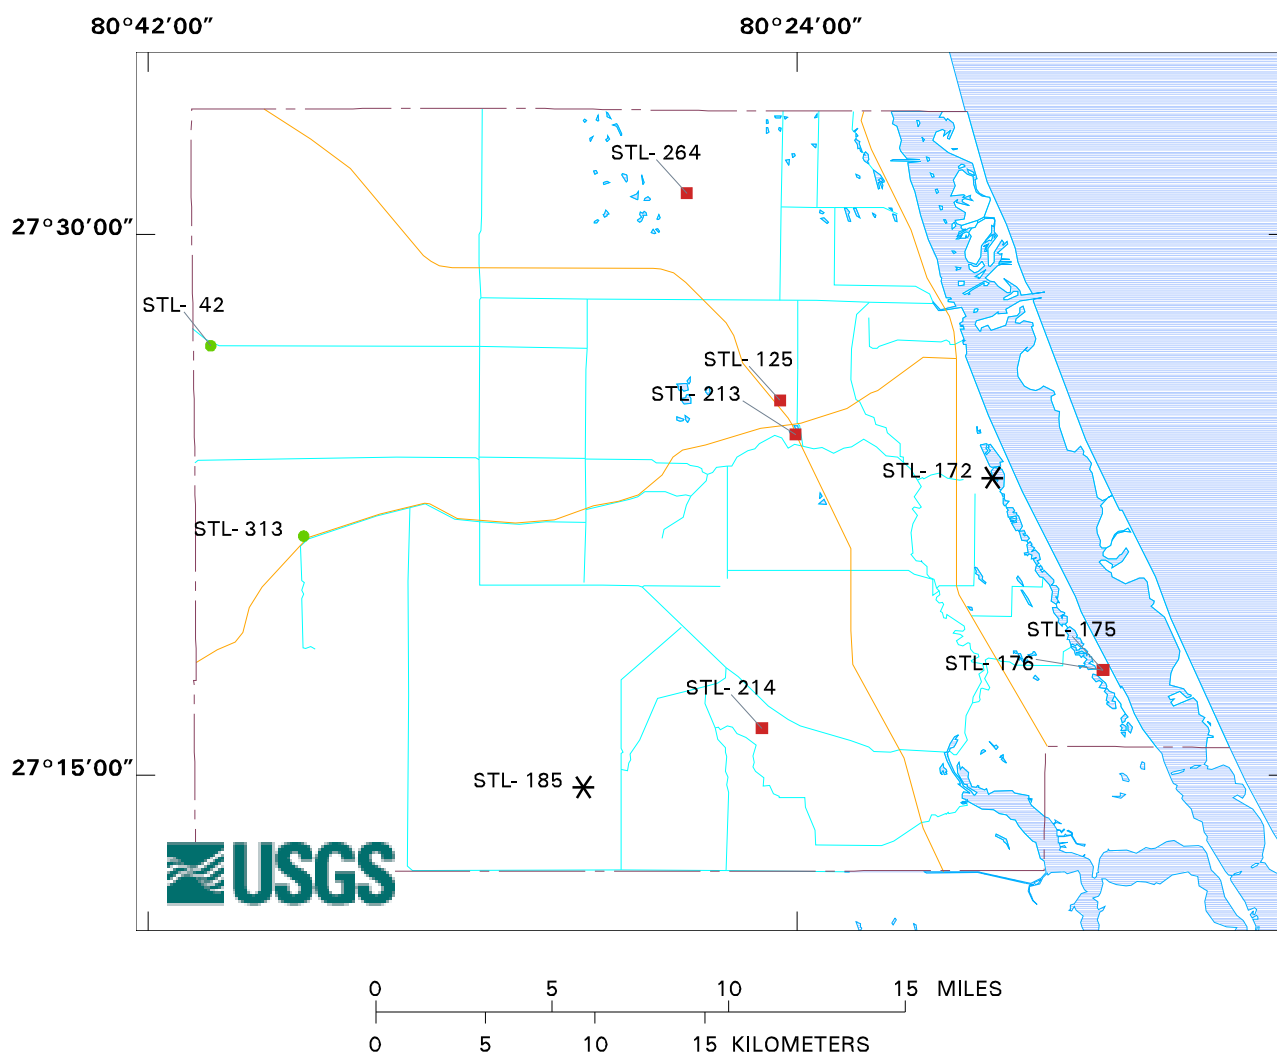 80°42′00″ 80°24′00″
STL- 264
27°30′00″
STL- 42
STL- 125
STL- 213
STL- 172
STL- 313
STL- 175
STL- 176
STL- 214
27°15′00″
STL- 185
USGS
0 5 10 15 MILES
0 5 10 15 KILOMETERS